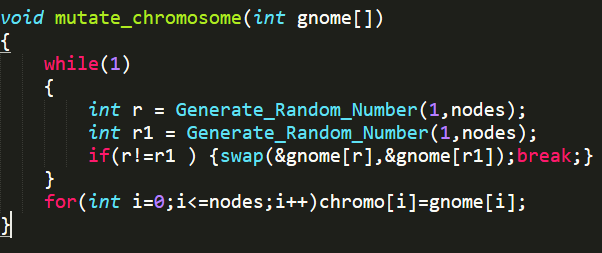 void mutate_chromosome(int gnome[])
{
    while(1)
    {
        int r = Generate_Random_Number(1,nodes);
        int r1 = Generate_Random_Number(1,nodes);
        if(r!=r1 ) {swap(&gnome[r],&gnome[r1]);break;}
    }
    for(int i=0;i<=nodes;i++)chromo[i]=gnome[i];
}